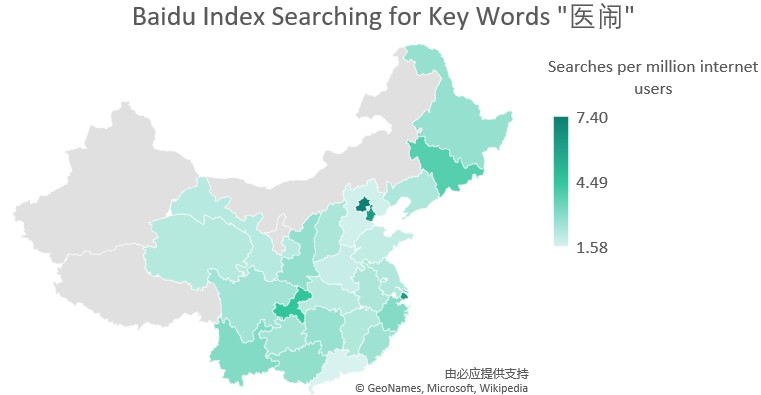 Baidu Index Searching for Key Words "医闹"
Searches per million internet
users
7.40
4.49
1.58
由必应提供支持
© GeoNames, Microsoft, Wikipedia